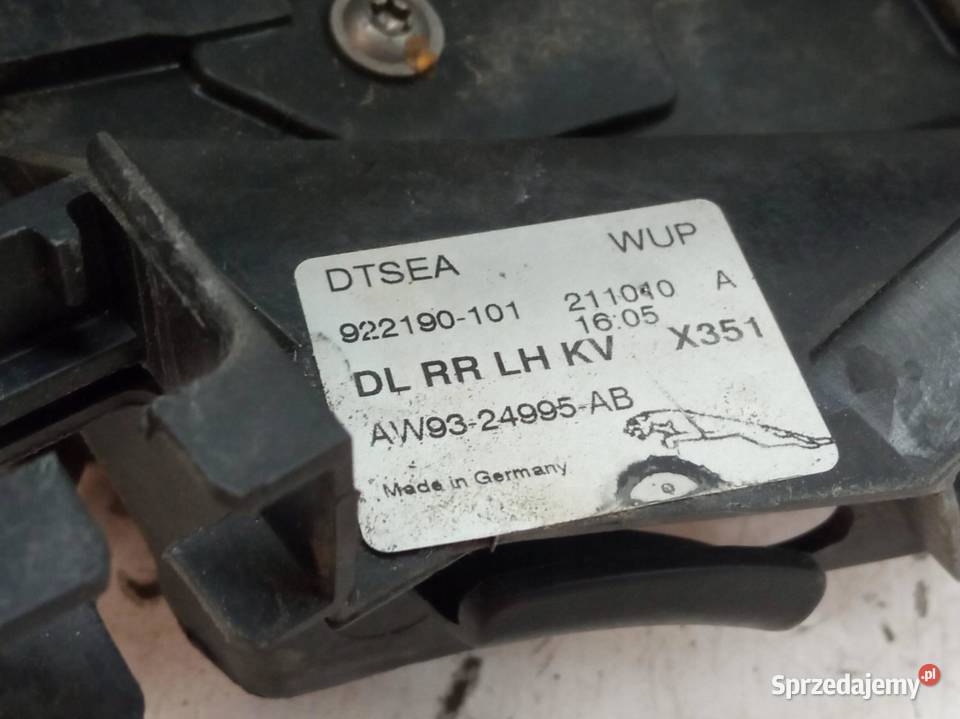 DTSEA WUP
922190-101 211010 A
16:05
DL RR LH KV X351
AW93-24995-AB
Made in Germany
Sprzedajemy.pl